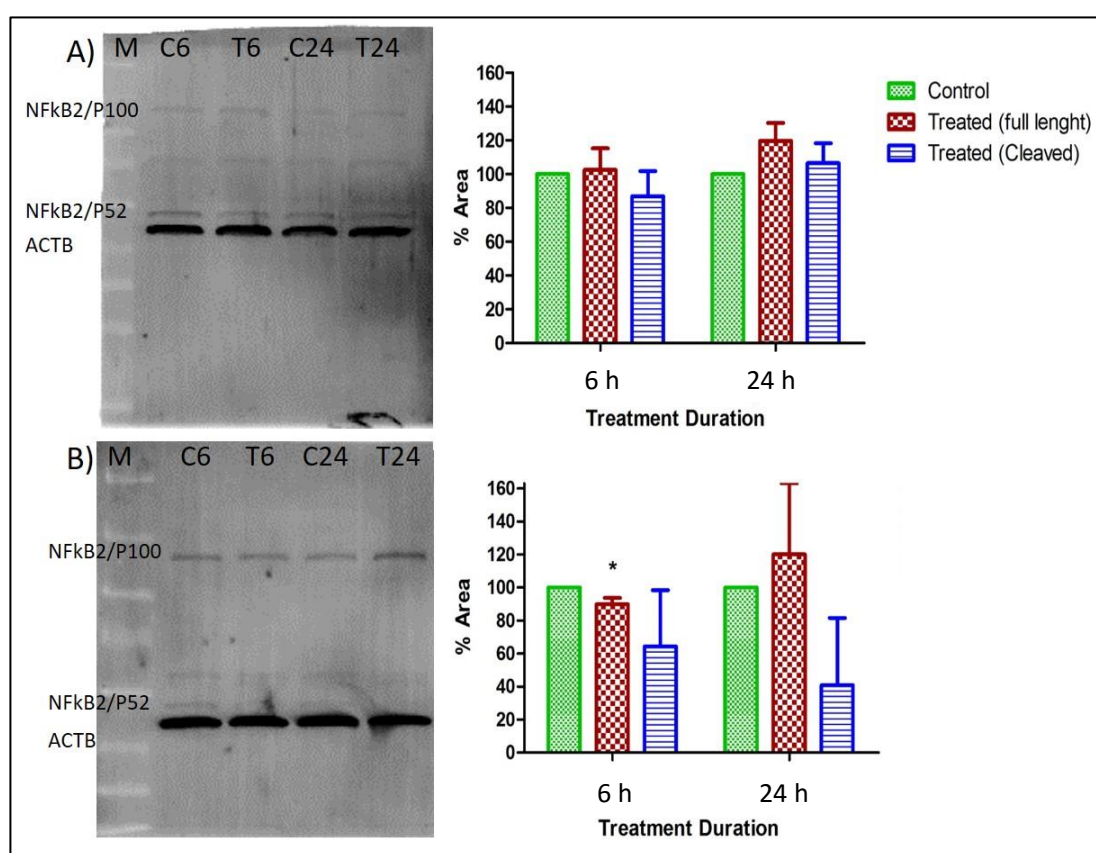 A) M C6 T6 C24 T24
NFkB2/P100
NFkB2/P52
ACTB
160
140
120
100
80
60
40
20
0
% Area
6 h 24 h
Treatment Duration
Control
Treated (full lenght)
Treated (Cleaved)
B) M C6 T6 C24 T24
NFkB2/P100
NFkB2/P52
ACTB
160
140
120
100
80
60
40
20
0
% Area
*
6 h 24 h
Treatment Duration